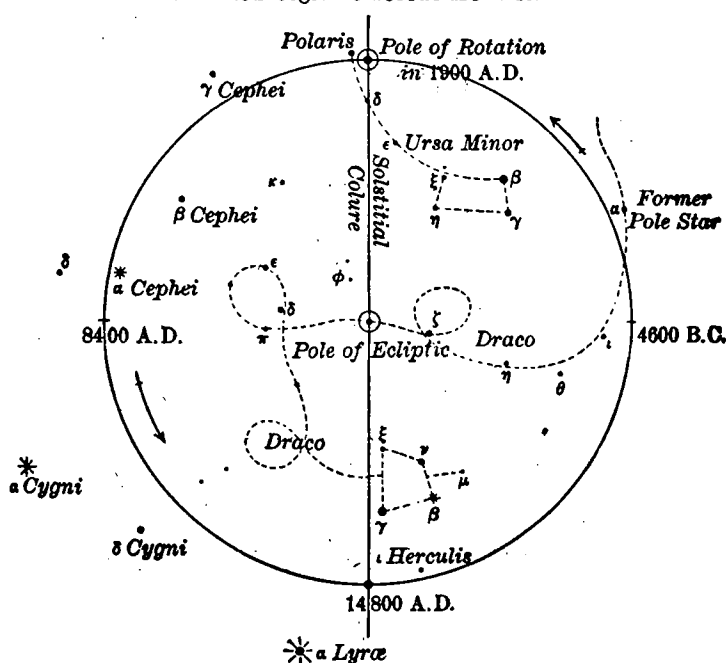 Polaris
Pole of Rotation
in 1900 A.D.
γ Cephei
δ
ε
Ursa Minor
κ
ξ
β
η
γ
Solstitial
Colure
β Cephei
α
Former
Pole Star
δ
α Cephei
ε
φ
δ
ζ
8400 A.D.
π
Pole of Ecliptic
Draco
ι
4600 B.C.
η
θ
Draco
ξ
ν
μ
α Cygni
γ
β
δ Cygni
ι Herculis
14800 A.D.
α Lyræ